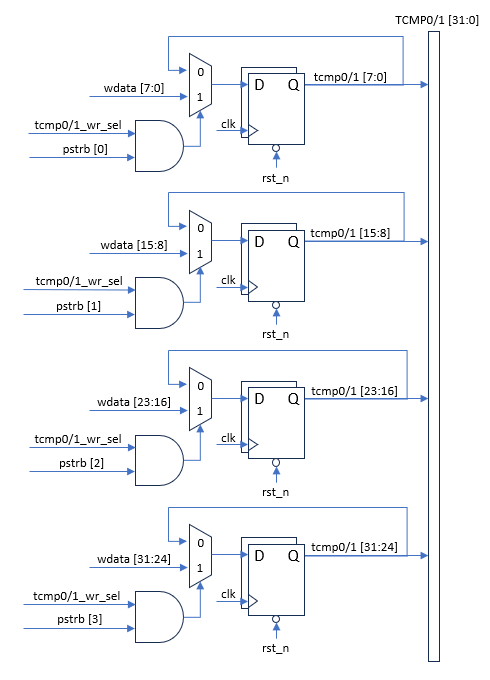 TCMP0/1 [31:0]
0
wdata [7:0]
1
D
Q
tcmp0/1 [7:0]
tcmp0/1_wr_sel
clk
pstrb [0]
rst_n
0
wdata [15:8]
1
D
Q
tcmp0/1 [15:8]
tcmp0/1_wr_sel
clk
pstrb [1]
rst_n
0
wdata [23:16]
1
D
Q
tcmp0/1 [23:16]
tcmp0/1_wr_sel
clk
pstrb [2]
rst_n
0
wdata [31:24]
1
D
Q
tcmp0/1 [31:24]
tcmp0/1_wr_sel
clk
pstrb [3]
rst_n